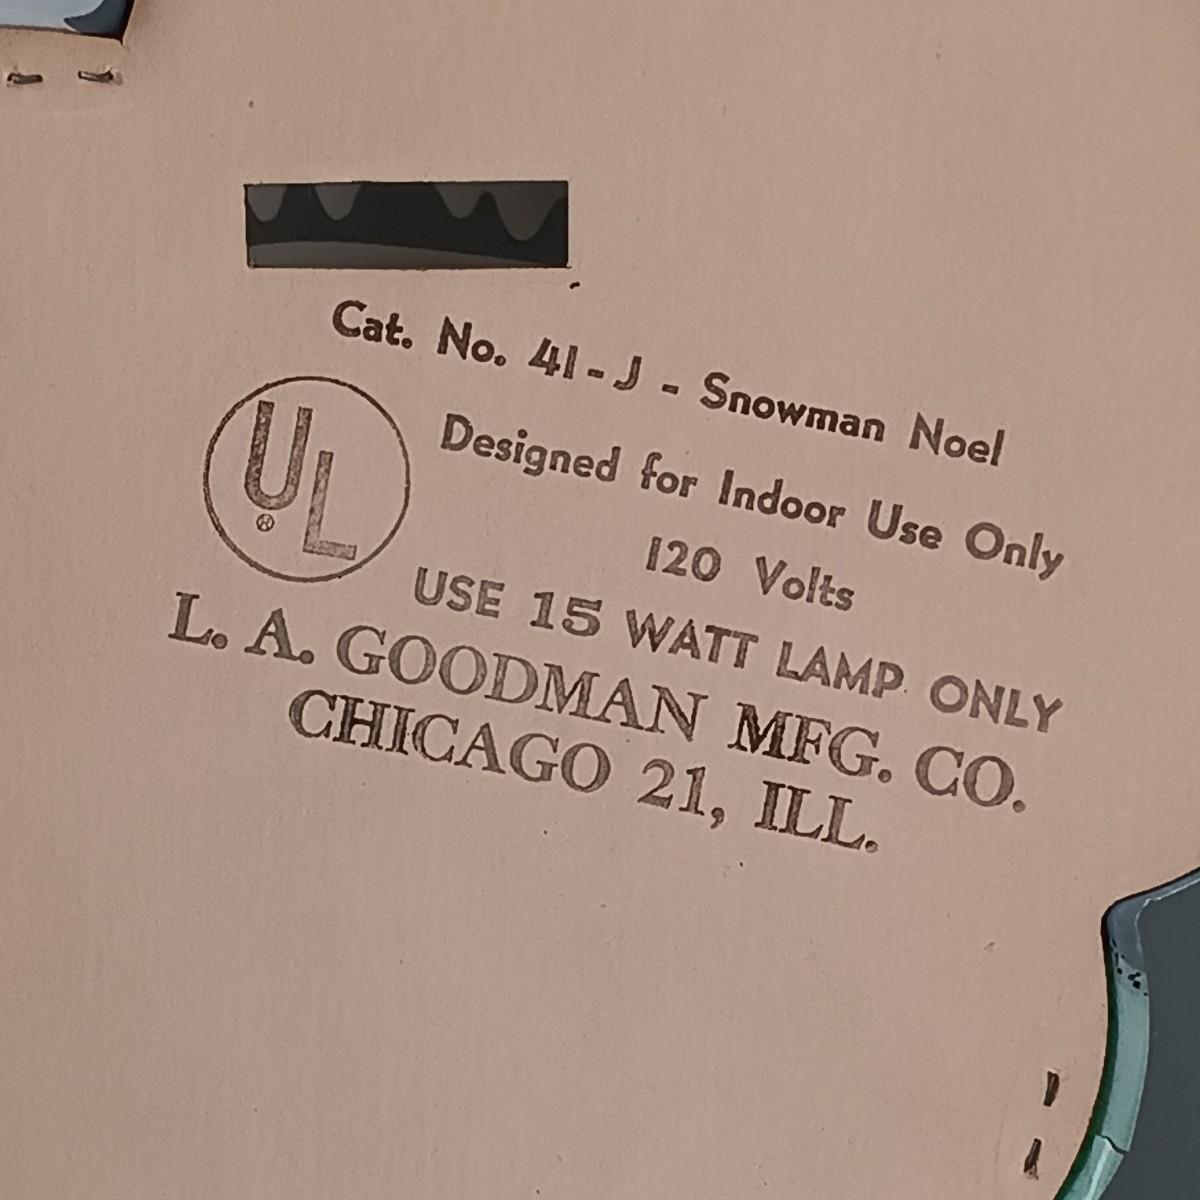 Cat. No. 41-J - Snowman Noel
UL
®
Designed for Indoor Use Only
120 Volts
USE 15 WATT LAMP ONLY
L. A. GOODMAN MFG. CO.
CHICAGO 21, ILL.